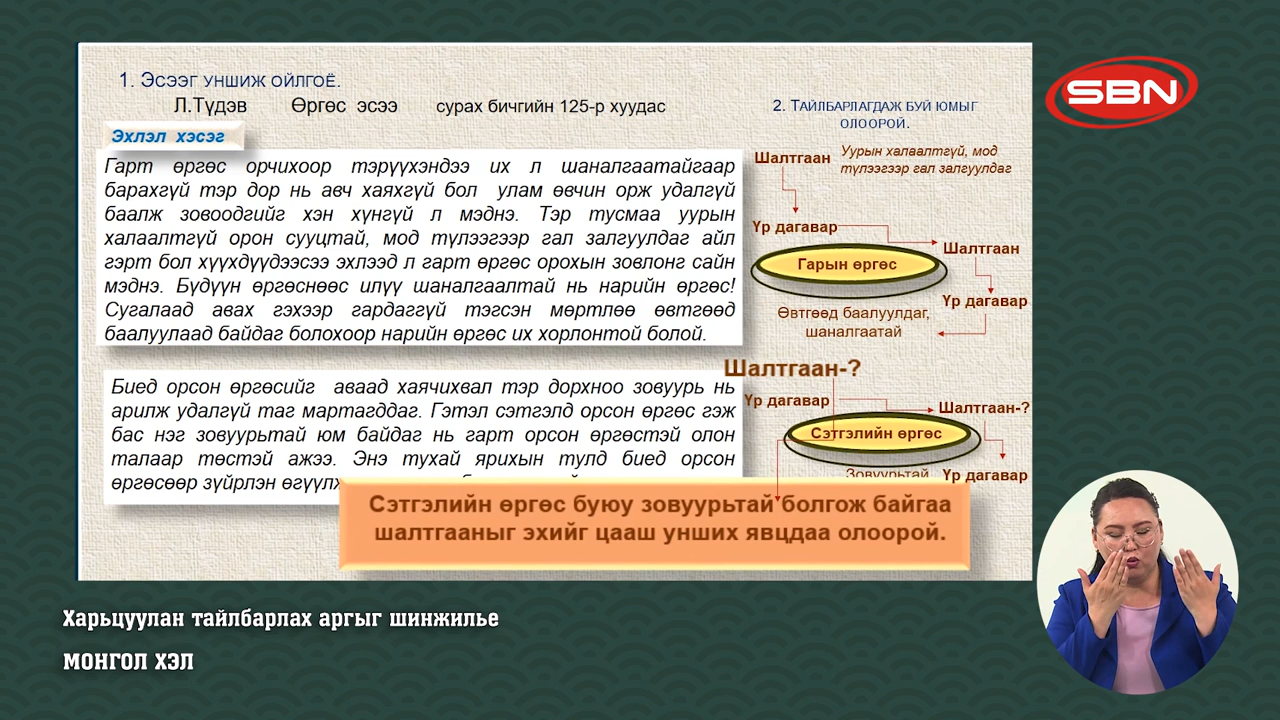 SBN
1. Эсээг уншиж ойлгоё.
Л.Түдэв Өргөс эсээ сурах бичгийн 125-р хуудас
Эхлэл хэсэг
Гарт өргөс орчихоор тэрүүхэндээ их л шаналгаатайгаар
барахгүй тэр дор нь авч хаяхгүй бол улам өвчин орж удалгүй
баалж зовоодгийг хэн хүнгүй л мэднэ. Тэр тусмаа уурын
халаалтгүй орон сууцтай, мод түлээгээр гал залгуулдаг айл
гэрт бол хүүхдүүдээсээ эхлээд л гарт өргөс орохын зовлонг сайн
мэднэ. Бүдүүн өргөснөөс илүү шаналгаалтай нь нарийн өргөс!
Сугалаад авах гэхээр гардаггүй тэгсэн мөртлөө өвтгөөд
баалуулаад байдаг болохоор нарийн өргөс их хорлонтой болой.
Биед орсон өргөсийг аваад хаячихвал тэр дорхноо зовуурь нь
арилж удалгүй таг мартагддаг. Гэтэл сэтгэлд орсон өргөс гэж
бас нэг зовуурьтай юм байдаг нь гарт орсон өргөстэй олон
талаар төстэй ажээ. Энэ тухай ярихын тулд биед орсон
өргөсөөр зүйрлэн өгүүлж
2. Тайлбарлагдаж буй юмыг
олоорой.
Шалтгаан
Уурын халаалтгүй, мод
түлээгээр гал залгуулдаг
Үр дагавар
Шалтгаан
Гарын өргөс
Үр дагавар
Өвтгөөд баалуулдаг,
шаналгаатай
Шалтгаан-?
Үр дагавар
Шалтгаан-?
Сэтгэлийн өргөс
Зовуурьтай
Үр дагавар
Сэтгэлийн өргөс буюу зовуурьтай болгож байгаа
шалтгааныг эхийг цааш унших явцдаа олоорой.
Харьцуулан тайлбарлах аргыг шинжилье
МОНГОЛ ХЭЛ